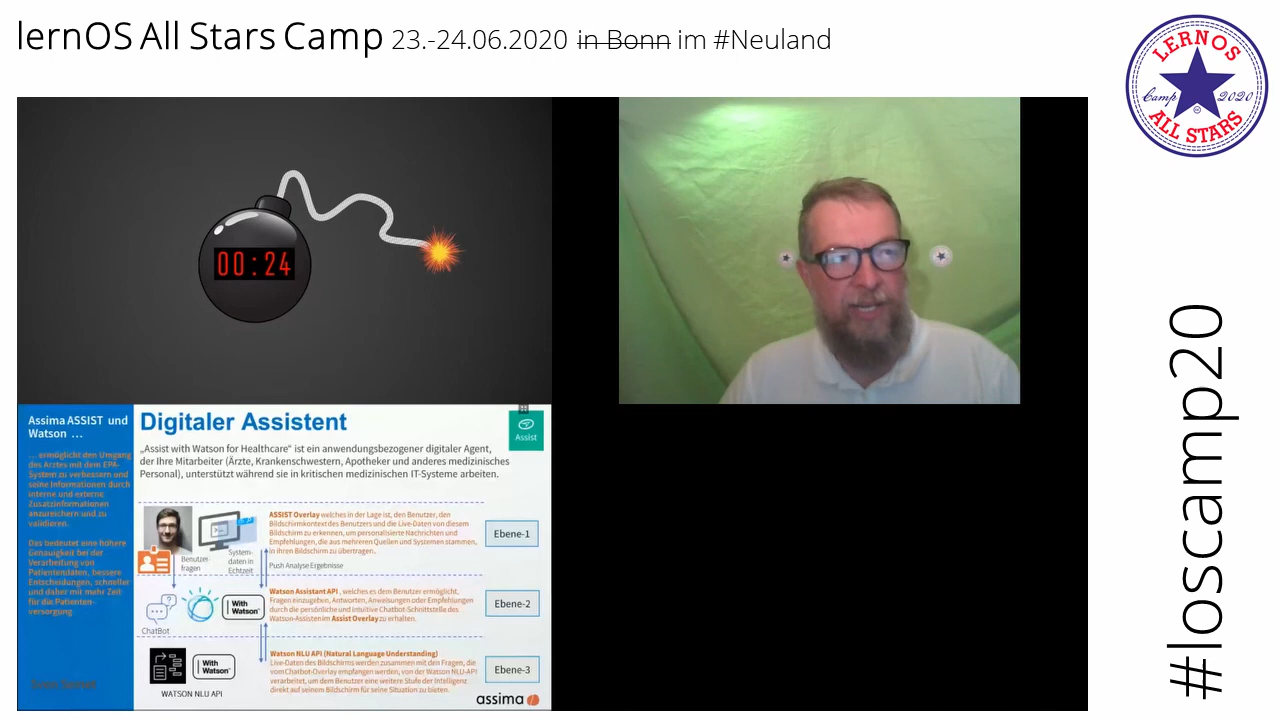 lernOS All Stars Camp 23.-24.06.2020 in Bonn im #Neuland
LERNOS
Camp 2020
ALL STARS
#loscamp20
00:24
Assima ASSIST und
Watson ...
... ermöglicht den Umgang
des Arztes mit dem EPA-
System zu verbessern und
seine Informationen durch
interne und externe
Zusatzinformationen
anzureichern und zu
validieren.
Das bedeutet eine höhere
Genauigkeit bei der
Verarbeitung von
Patientendaten, bessere
Entscheidungen, schneller
und daher mit mehr Zeit
für die Patienten-
versorgung
Digitaler Assistent
Assist
„Assist with Watson for Healthcare" ist ein anwendungsbezogener digitaler Agent,
der Ihre Mitarbeiter (Ärzte, Krankenschwestern, Apotheker und anderes medizinisches
Personal), unterstützt während sie in kritischen medizinischen IT-Systeme arbeiten.
ASSIST Overlay welches in der Lage ist, den Benutzer, den
Bildschirmkontext des Benutzers und die Live-Daten von diesem
Bildschirm zu erkennen, um personalisierte Nachrichten und
Empfehlungen, die aus mehreren Quellen und Systemen stammen,
in ihren Bildschirm zu übertragen.
Ebene-1
Benutzer
fragen
System-
daten in
Echtzeit
Push Analyse Ergebnisse
Watson Assistant API , welches es dem Benutzer ermöglicht,
Fragen einzugeben, Antworten, Anweisungen oder Empfehlungen
durch die persönliche und intuitive Chatbot-Schnittstelle des
Watson-Assisten im Assist Overlay zu erhalten.
With
Watson
Ebene-2
ChatBot
Watson NLU API (Natural Language Understanding)
Live-Daten des Bildschirms werden zusammen mit den Fragen, die
vom Chatbot-Overlay empfangen werden, von der Watson NLU-API
verarbeitet, um dem Benutzer eine weitere Stufe der Intelligenz
direkt auf seinem Bildschirm für seine Situation zu bieten.
With
Watson
Ebene-3
WATSON NLU API
assima